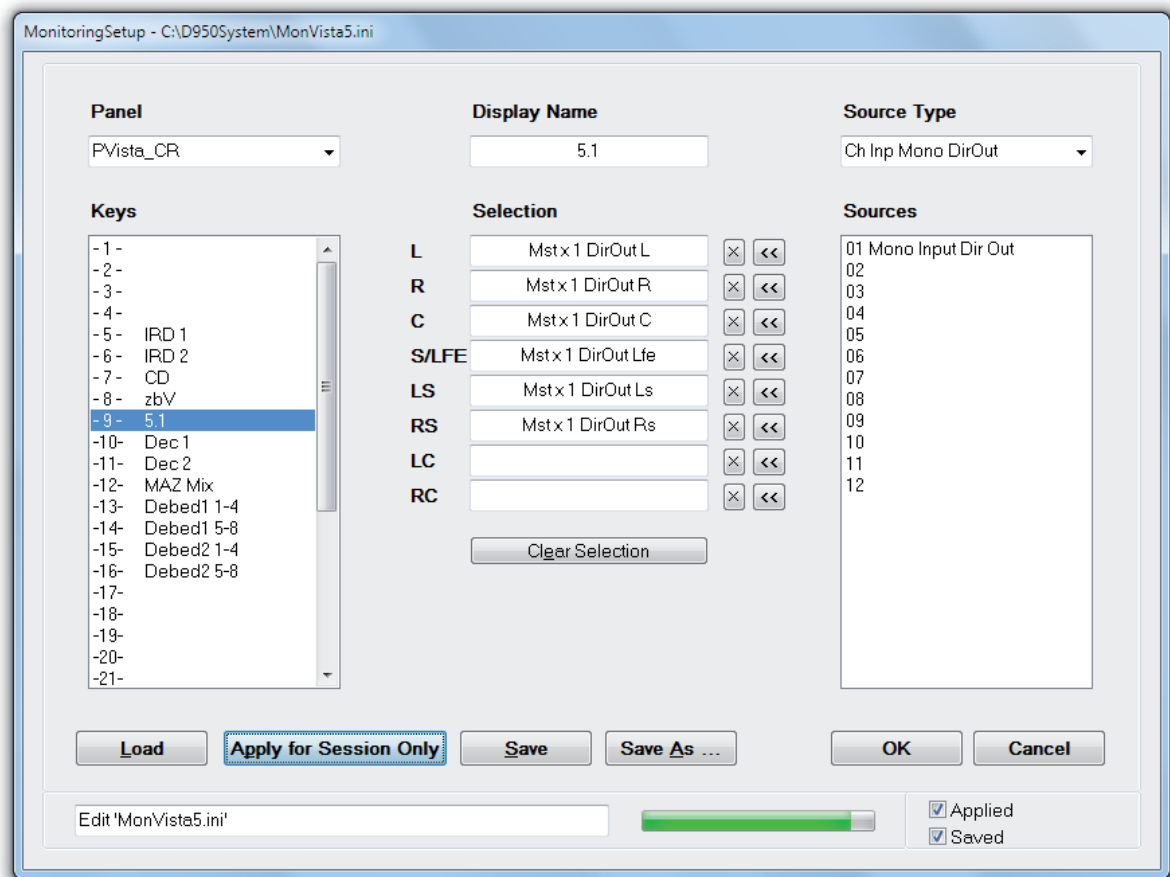 MonitoringSetup - C:\D950System\MonVista5.ini
Panel
PVista_CR
Display Name
5.1
Source Type
Ch Inp Mono DirOut
Keys
-1-
-2-
-3-
-4-
-5- IRD 1
-6- IRD 2
-7- CD
-8- zbV
-9- 5.1
-10- Dec 1
-11- Dec 2
-12- MAZ Mix
-13- Debed1 1-4
-14- Debed1 5-8
-15- Debed2 1-4
-16- Debed2 5-8
-17-
-18-
-19-
-20-
-21-
Selection
L Mst x 1 DirOut L × <<
R Mst x 1 DirOut R × <<
C Mst x 1 DirOut C × <<
S/LFE Mst x 1 DirOut Lfe × <<
LS Mst x 1 DirOut Ls × <<
RS Mst x 1 DirOut Rs × <<
LC × <<
RC × <<
Clear Selection
Sources
01 Mono Input Dir Out
02
03
04
05
06
07
08
09
10
11
12
Load Apply for Session Only Save Save As ... OK Cancel
Edit 'MonVista5.ini'
Applied
Saved